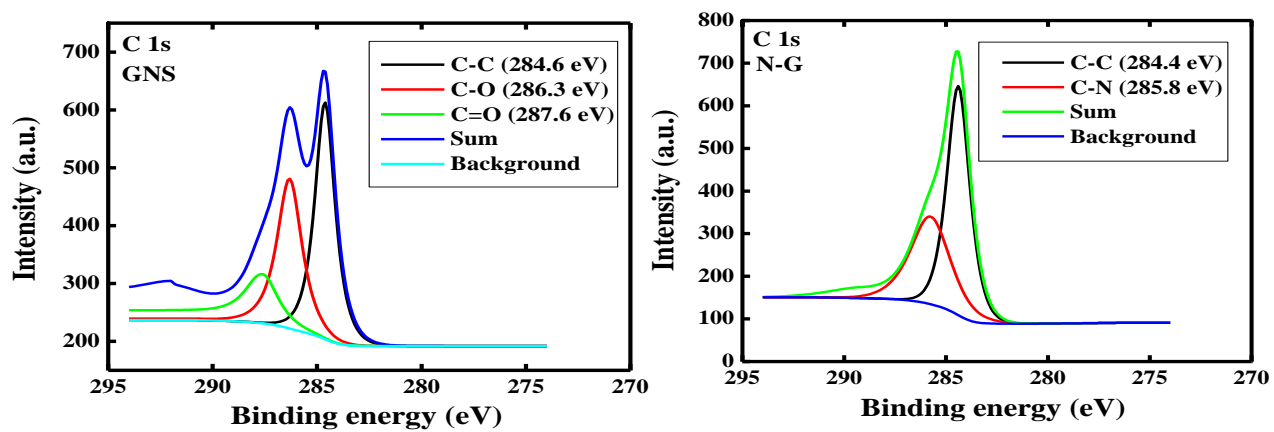 C 1s
GNS
C-C (284.6 eV)
C-O (286.3 eV)
C=O (287.6 eV)
Sum
Background
Intensity (a.u.)
700
600
500
400
300
200
295 290 285 280 275 270
Binding energy (eV)
C 1s
N-G
C-C (284.4 eV)
C-N (285.8 eV)
Sum
Background
Intensity (a.u.)
800
700
600
500
400
300
200
100
0
295 290 285 280 275 270
Binding energy (eV)